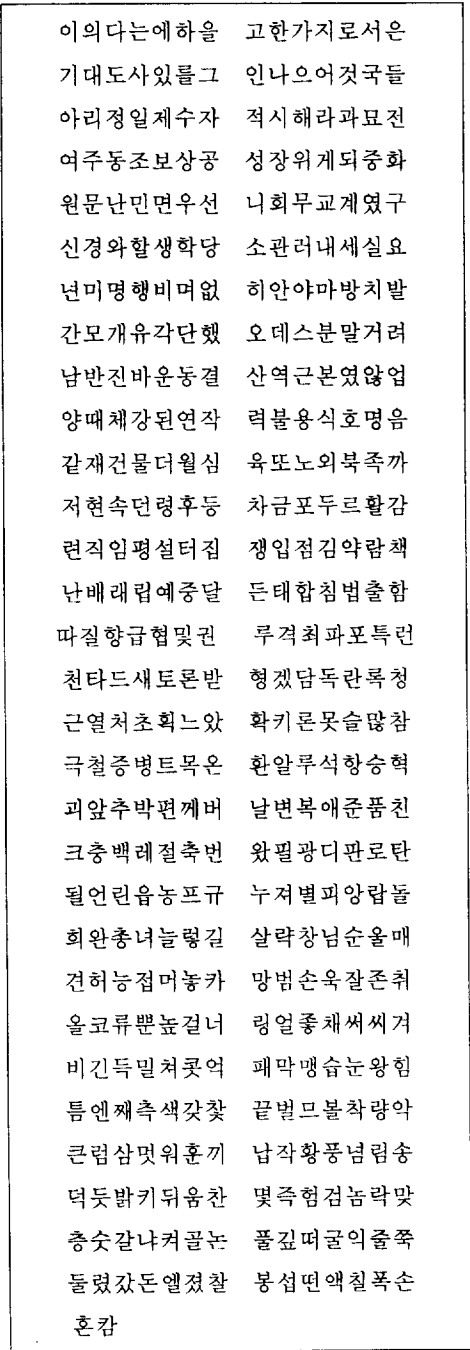 이의다는에하을 고한가지로서은
기대도사있를그 인나으어것국들
아리정일제수자 적시해라과묘전
여주동조보상공 성장위게되중화
원문난민면우선 니회무교계였구
신경와할생학당 소관러내세실요
년미명행비며없 히안야마방치발
간모개유각단했 오데스분말거려
남반진바운동결 산역근본였않업
양때체강된연작 력불용식호명음
같재건물더월심 육또노외북족까
저현속던령후등 차금포두르활감
련직임평설터집 쟁입점김약람책
난배래립예중달 든태합침법출함
따질향급협및권 루격최파포특런
천타드새토론받 형겠담독란록청
근열처초획느았 확키론못슬많참
극철증병트목온 환알루석항승혁
괴앞추박편께버 날변복애준품친
크충백레절축번 왔필광디판로탄
될언린읍농프규 누져별피앙랍돌
희완총녀늘렇길 살략창님순울매
견허능접머놓카 망범손욱잘존취
올코류뿐높걸너 링얼좋채써씨겨
비긴득밀쳐콧억 패막맹습눈왕힘
틈엔째측색갖찾 끝벌므볼착량악
큰럼삼멋워훈끼 납작황풍념림송
덕듯밝키뒤움찬 몇즉험검놈락맞
층숫갈냐켜골논 풀깊떠굴익줄쭉
둘렸갔돈엘졌찰 봉섭떤액칠폭손
혼캄